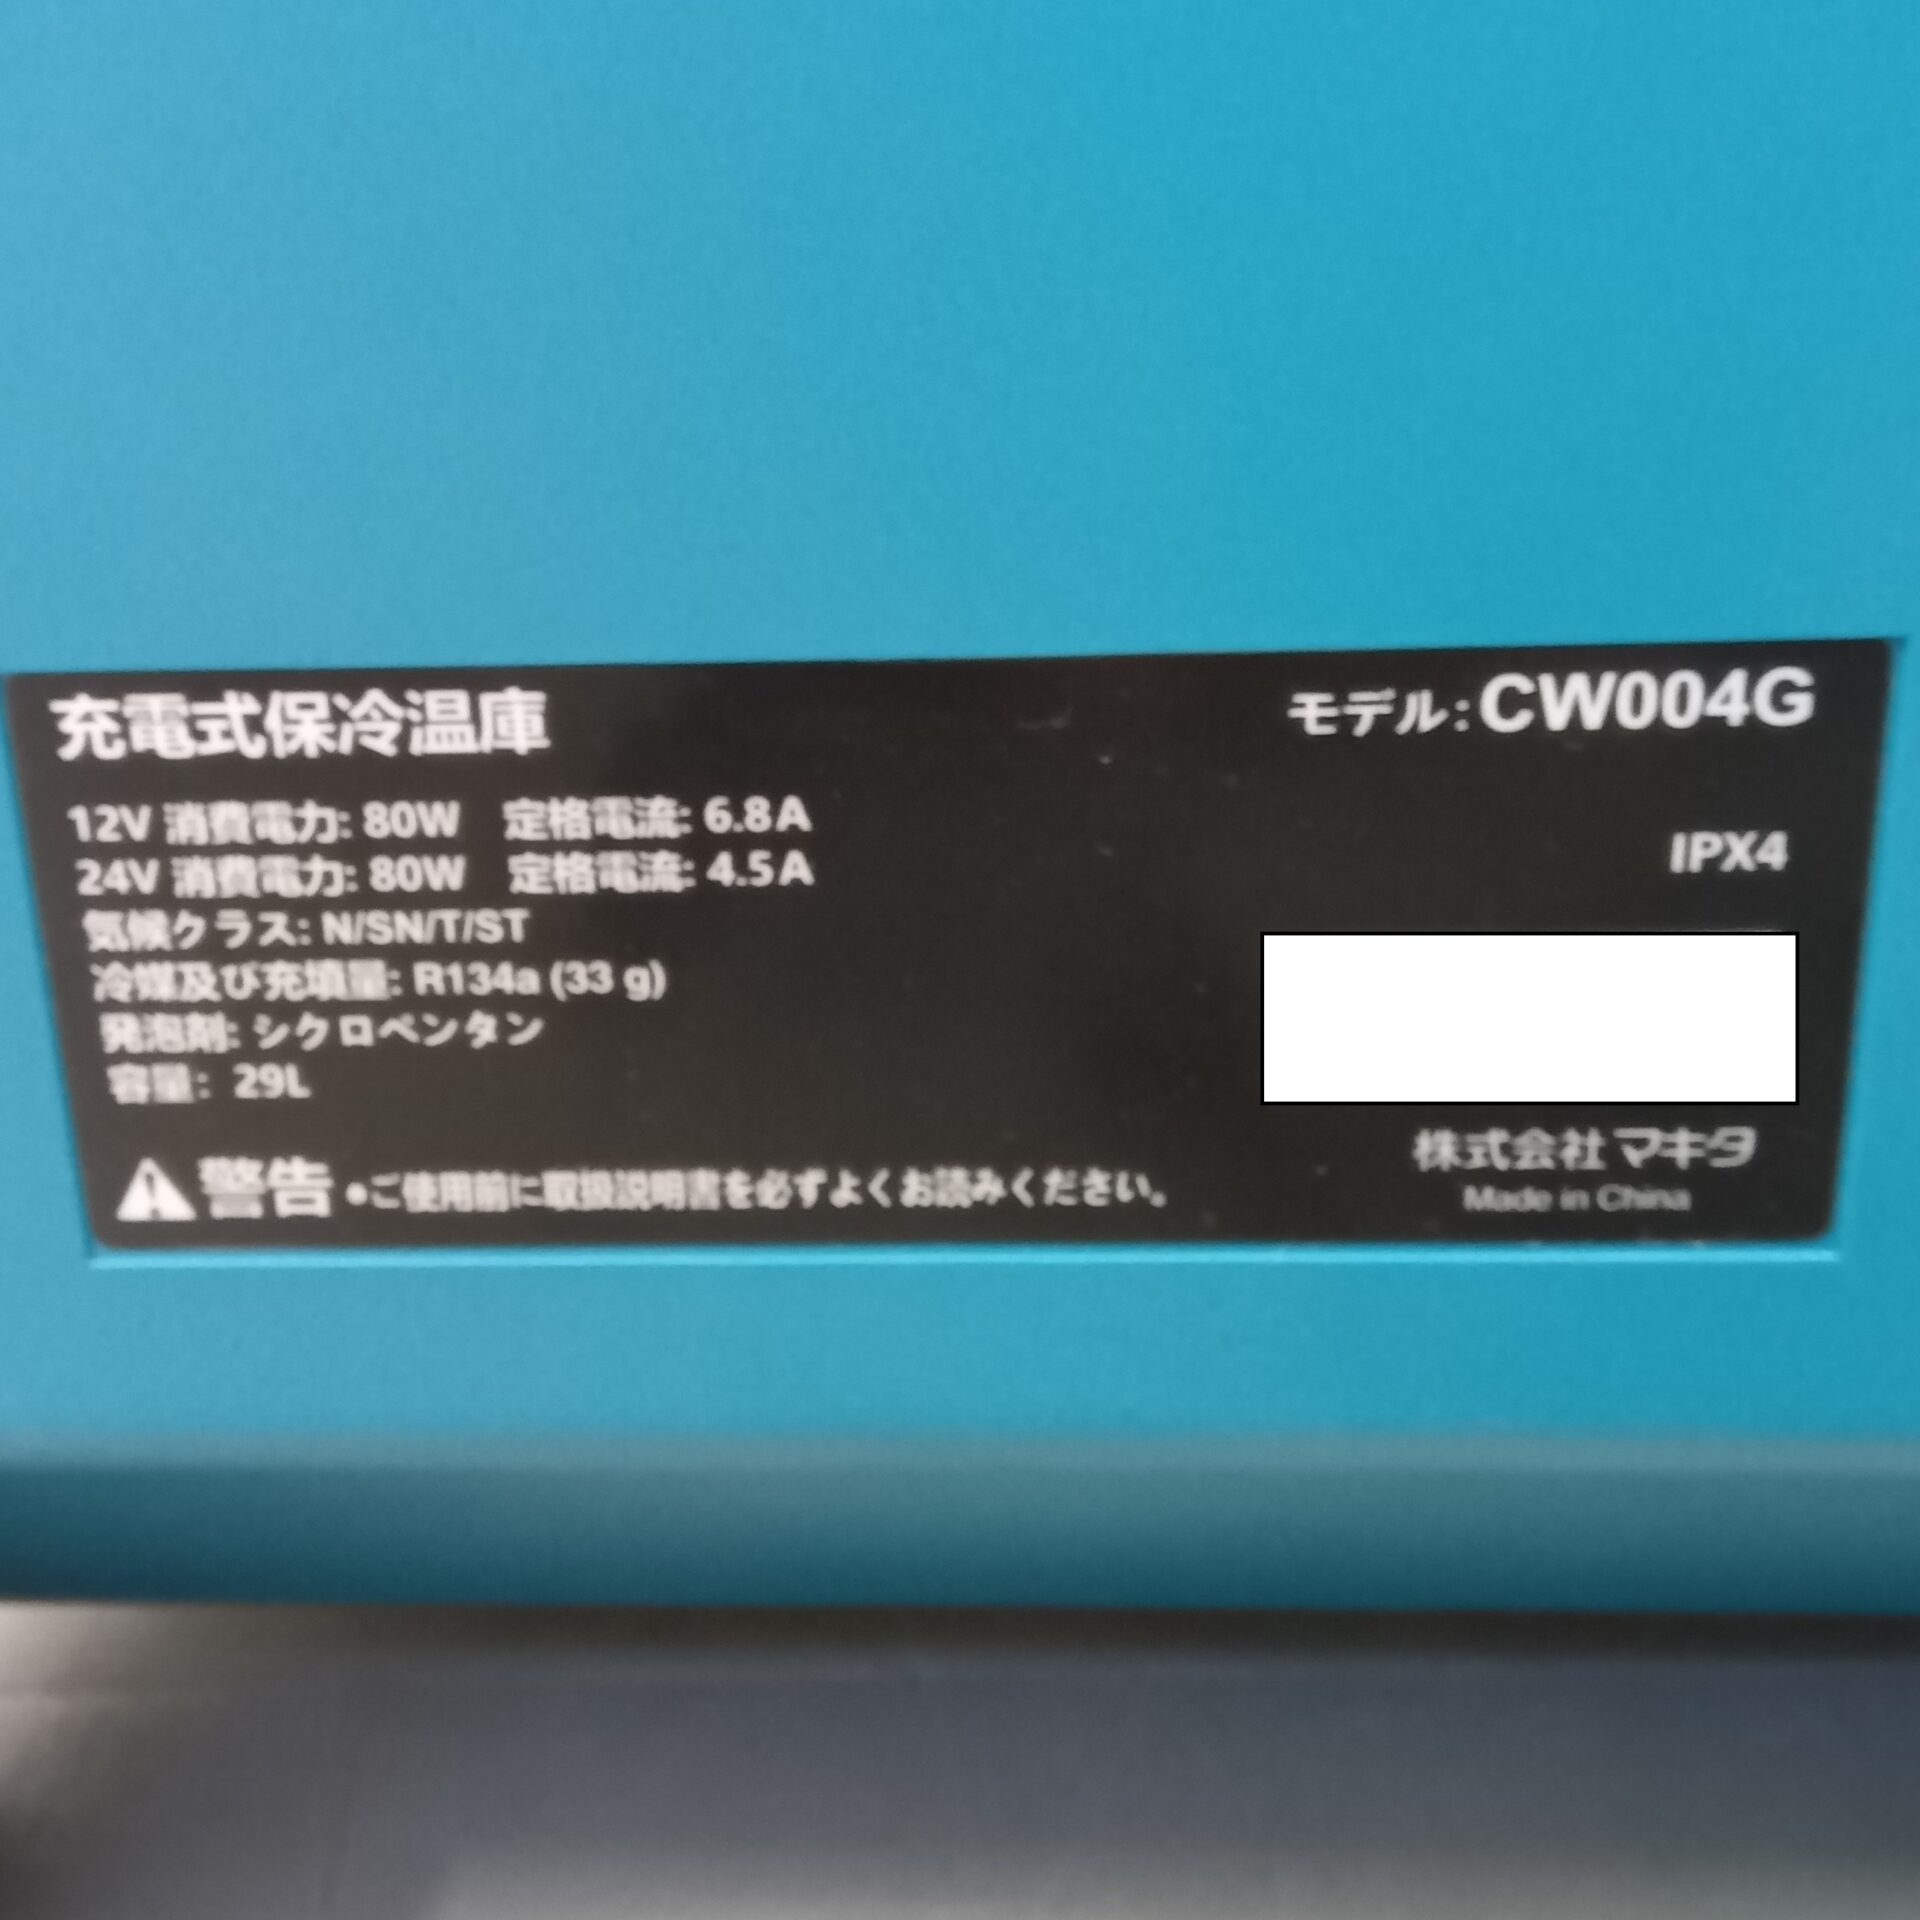 充電式保冷温庫
モデル: CW004G
12V 消費電力: 80W 定格電流: 6.8A
24V 消費電力: 80W 定格電流: 4.5A
IPX4
気候クラス: N/SN/T/ST
冷媒及び充填量: R134a (33 g)
発泡剤: シクロペンタン
容量: 29L
警告 ●ご使用前に取扱説明書を必ずよくお読みください。
株式会社マキタ
Made in China